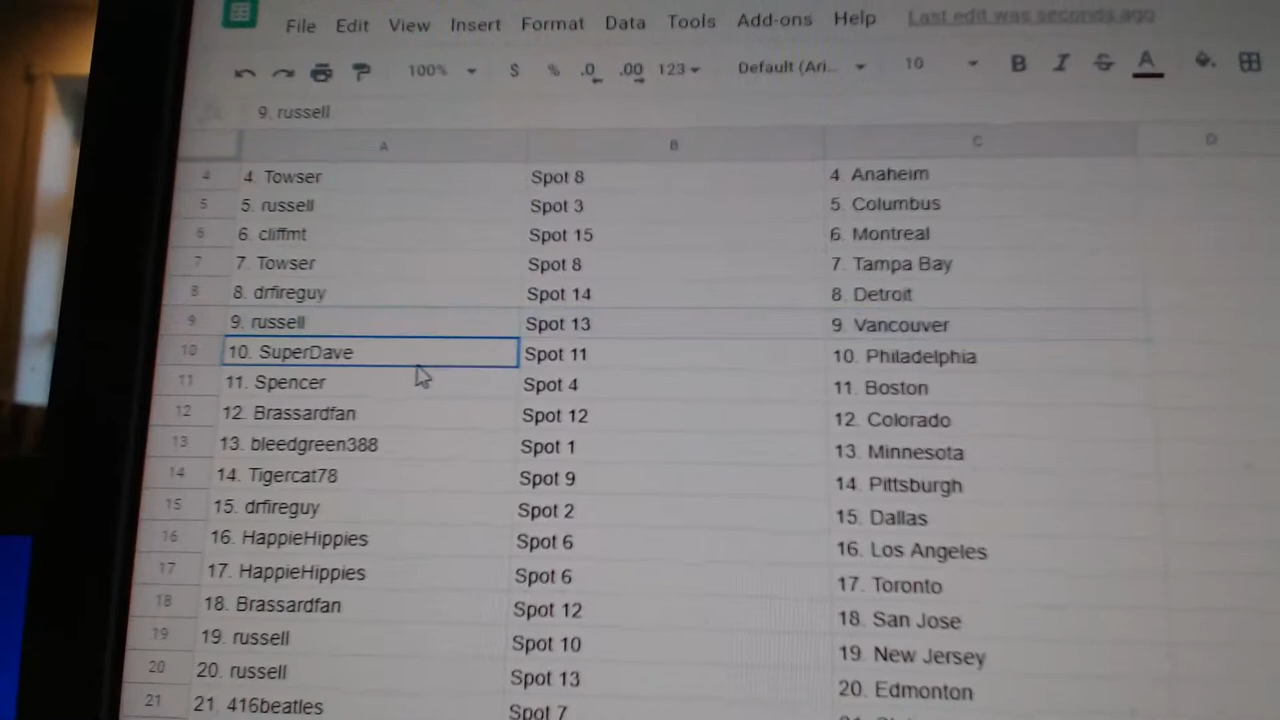 File Edit View Insert Format Data Tools Add-ons Help Last edit was seconds ago
100% $ % .0 .00 123 Default (Ari... 10 B I S A
9. russell
A B C D
4 4. Towser Spot 8 4 Anaheim
5 5. russell Spot 3 5. Columbus
6 6. cliffmt Spot 15 6. Montreal
7 7. Towser Spot 8 7. Tampa Bay
8 8. drfireguy Spot 14 8. Detroit
9 9. russell Spot 13 9. Vancouver
10 10. SuperDave Spot 11 10. Philadelphia
11 11. Spencer Spot 4 11. Boston
12 12. Brassardfan Spot 12 12. Colorado
13 13. bleedgreen388 Spot 1 13. Minnesota
14 14. Tigercat78 Spot 9 14. Pittsburgh
15 15. drfireguy Spot 2 15. Dallas
16 16. HappieHippies Spot 6 16. Los Angeles
17 17. HappieHippies Spot 6 17. Toronto
18 18. Brassardfan Spot 12 18. San Jose
19 19. russell Spot 10 19. New Jersey
20 20. russell Spot 13 20. Edmonton
21 21. 416beatles Spot 7